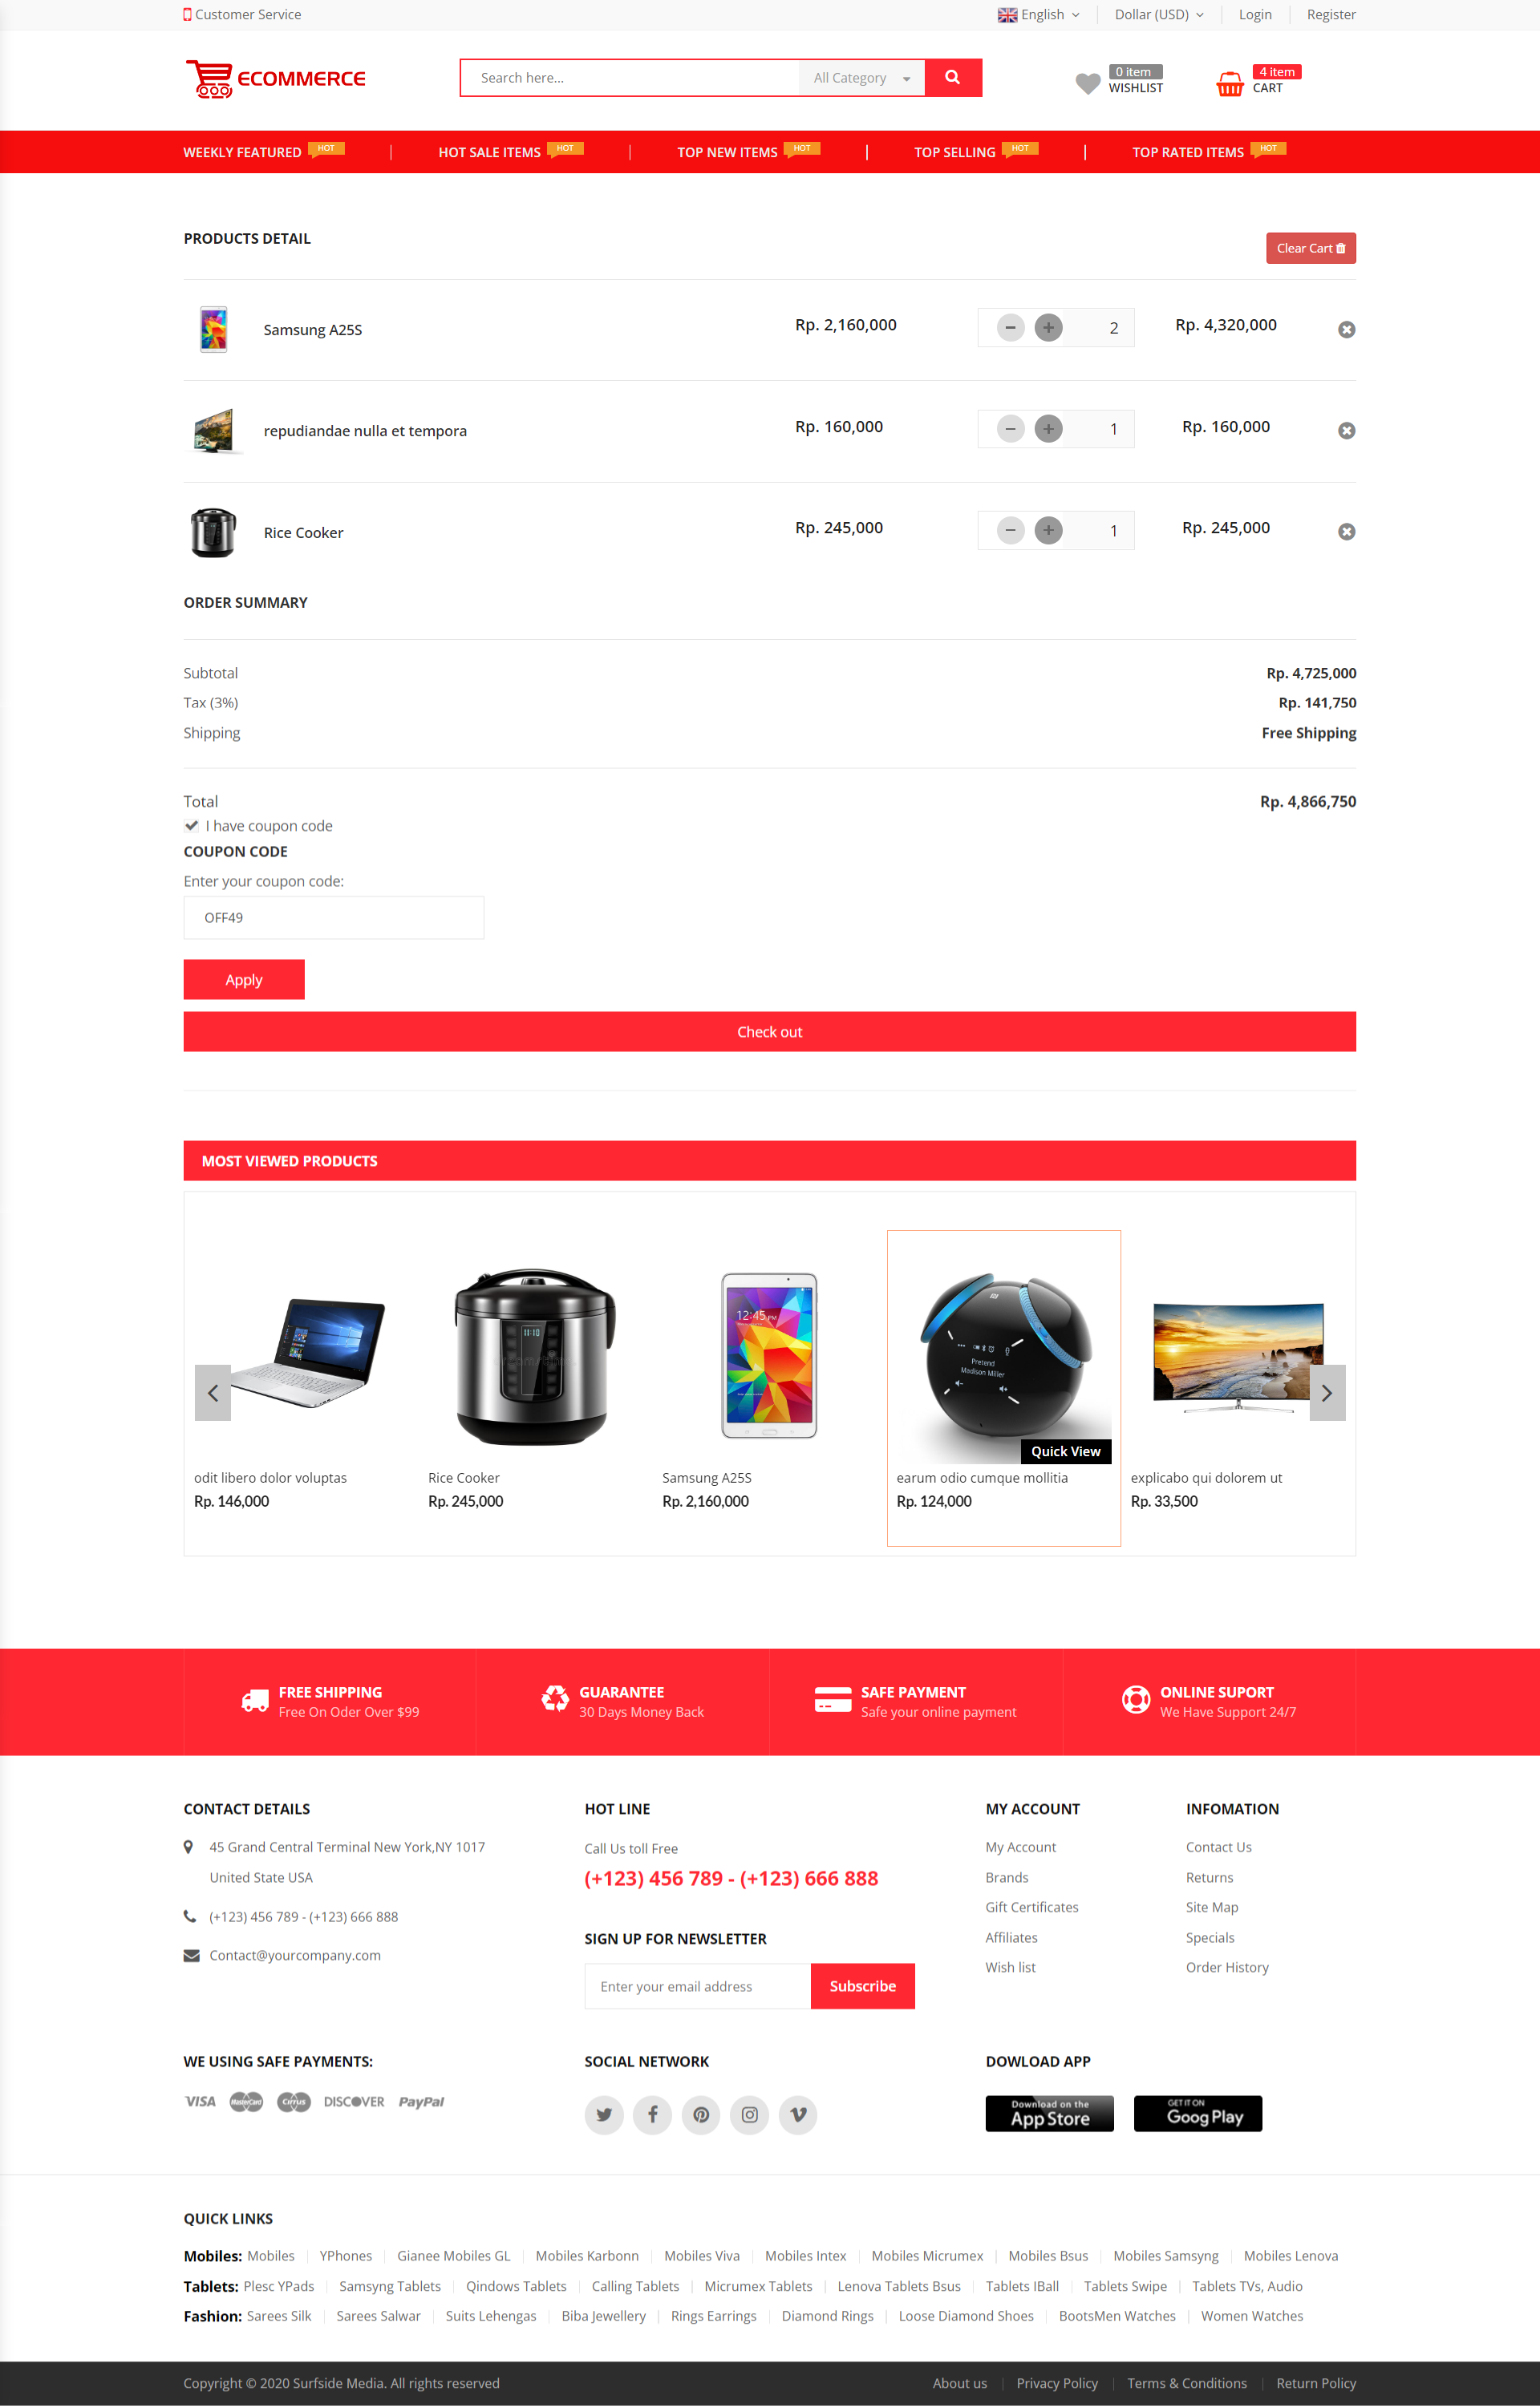 Customer Service
English
Dollar (USD)
Login
Register
ECOMMERCE
Search here...
All Category
0 item
WISHLIST
4 item
CART
WEEKLY FEATURED HOT
HOT SALE ITEMS HOT
TOP NEW ITEMS HOT
TOP SELLING HOT
TOP RATED ITEMS HOT
PRODUCTS DETAIL
Clear Cart
Samsung A25S
Rp. 2,160,000
2
Rp. 4,320,000
repudiandae nulla et tempora
Rp. 160,000
1
Rp. 160,000
Rice Cooker
Rp. 245,000
1
Rp. 245,000
ORDER SUMMARY
Subtotal
Rp. 4,725,000
Tax (3%)
Rp. 141,750
Shipping
Free Shipping
Total
Rp. 4,866,750
I have coupon code
COUPON CODE
Enter your coupon code:
OFF49
Apply
Check out
MOST VIEWED PRODUCTS
11:10
12:45 PM
Pretend
Madison Miller
Quick View
odit libero dolor voluptas
Rp. 146,000
Rice Cooker
Rp. 245,000
Samsung A25S
Rp. 2,160,000
earum odio cumque mollitia
Rp. 124,000
explicabo qui dolorem ut
Rp. 33,500
FREE SHIPPING
Free On Oder Over $99
GUARANTEE
30 Days Money Back
SAFE PAYMENT
Safe your online payment
ONLINE SUPORT
We Have Support 24/7
CONTACT DETAILS
45 Grand Central Terminal New York,NY 1017
United State USA
(+123) 456 789 - (+123) 666 888
Contact@yourcompany.com
HOT LINE
Call Us toll Free
(+123) 456 789 - (+123) 666 888
SIGN UP FOR NEWSLETTER
Enter your email address
Subscribe
MY ACCOUNT
My Account
Brands
Gift Certificates
Affiliates
Wish list
INFOMATION
Contact Us
Returns
Site Map
Specials
Order History
WE USING SAFE PAYMENTS:
VISA MasterCard Cirrus DISCOVER PayPal
SOCIAL NETWORK
DOWLOAD APP
Download on the
App Store
GET IT ON
Goog Play
QUICK LINKS
Mobiles: Mobiles YPhones Gianee Mobiles GL Mobiles Karbonn Mobiles Viva Mobiles Intex Mobiles Micrumex Mobiles Bsus Mobiles Samsyng Mobiles Lenova
Tablets: Plesc YPads Samsyng Tablets Qindows Tablets Calling Tablets Micrumex Tablets Lenova Tablets Bsus Tablets IBall Tablets Swipe Tablets TVs, Audio
Fashion: Sarees Silk Sarees Salwar Suits Lehengas Biba Jewellery Rings Earrings Diamond Rings Loose Diamond Shoes BootsMen Watches Women Watches
Copyright © 2020 Surfside Media. All rights reserved
About us
Privacy Policy
Terms & Conditions
Return Policy